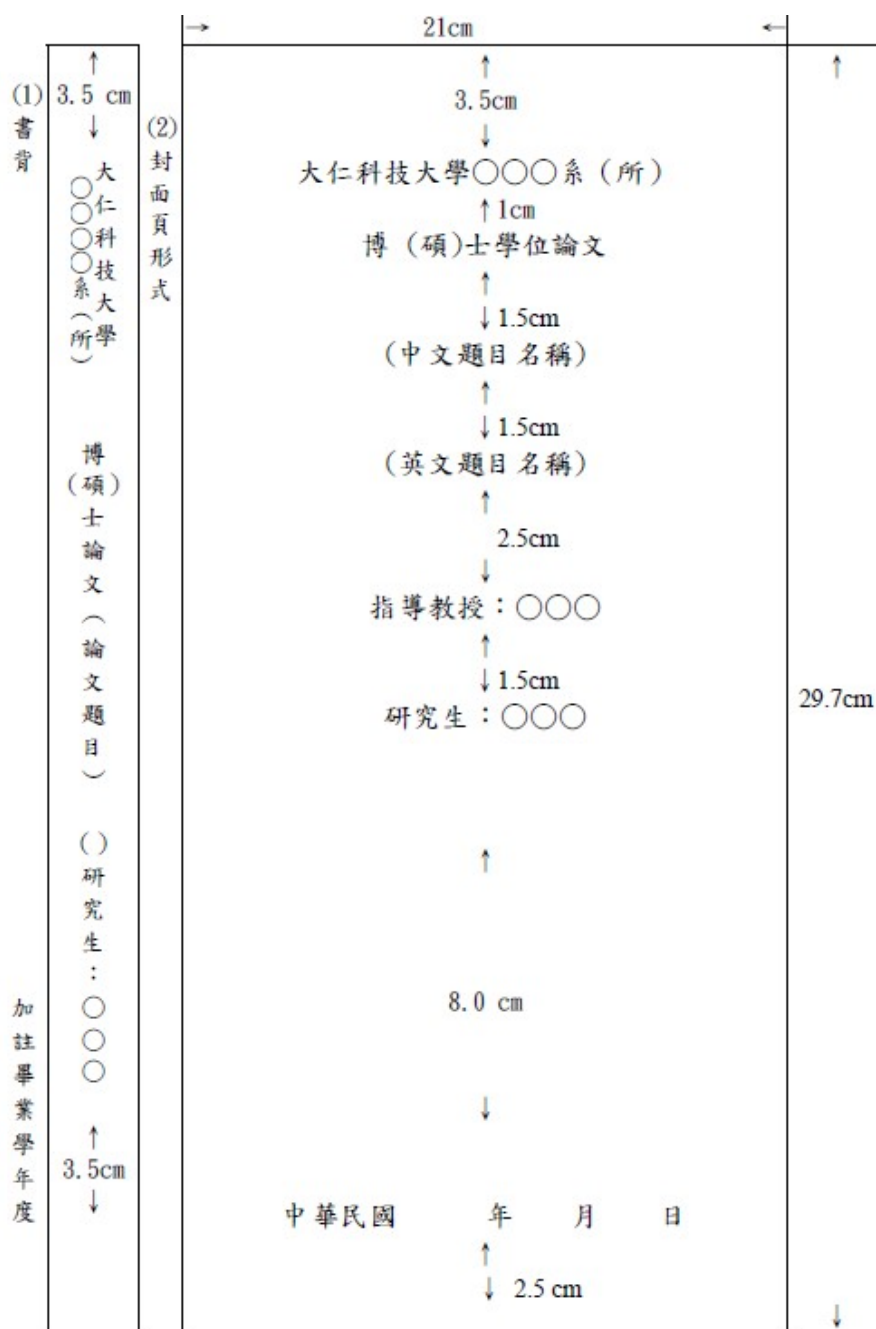 21cm
(1)書背
3.5 cm
大仁科技大學
○○○○系（所）
博（碩）士論文（論文題目）
（ ）研究生：○○○
3.5cm
加註畢業學年度
(2)封面頁形式
3.5cm
大仁科技大學○○○系（所）
1cm
博（碩)士學位論文
1.5cm
(中文題目名稱)
1.5cm
(英文題目名稱)
2.5cm
指導教授：○○○
1.5cm
研究生：○○○
8.0 cm
中華民國 年 月 日
2.5 cm
29.7cm